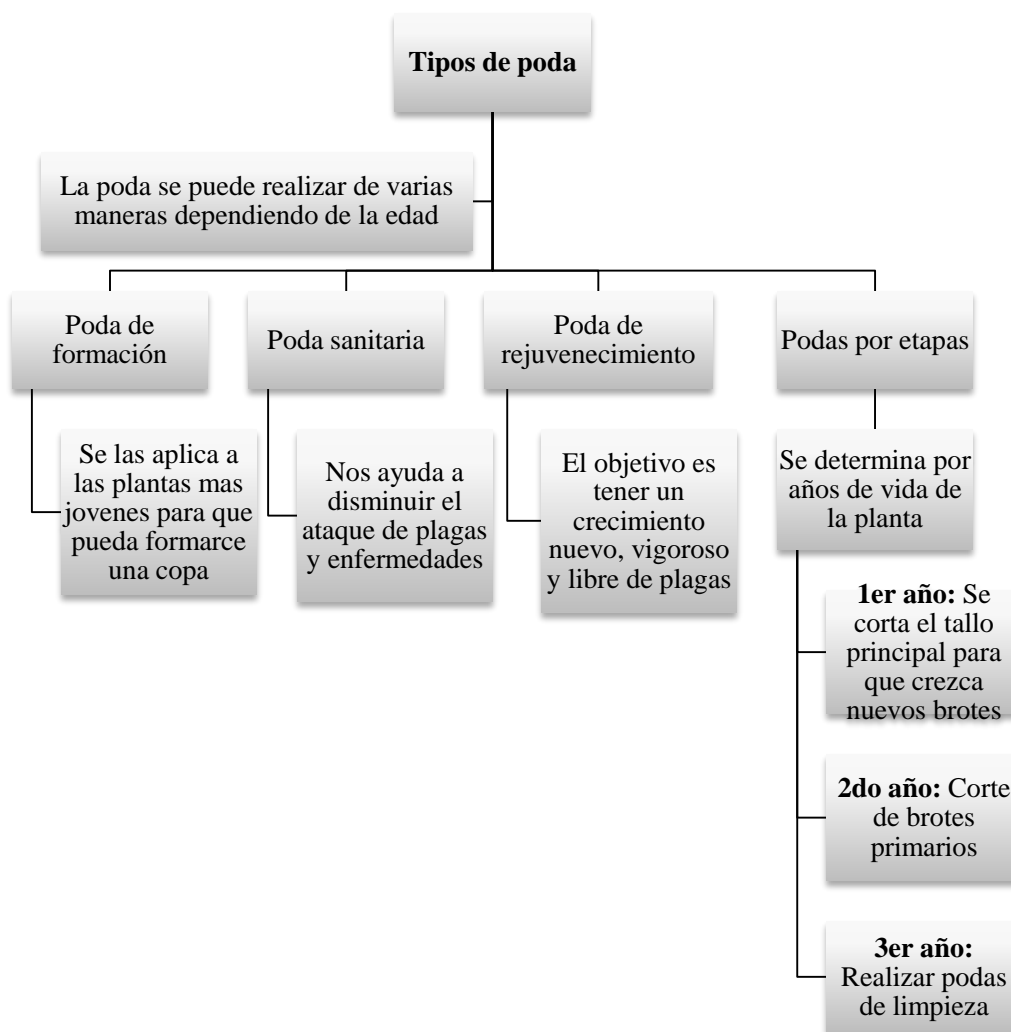 Tipos de poda
La poda se puede realizar de varias
maneras dependiendo de la edad
Poda de
formación
Se las aplica a
las plantas mas
jovenes para que
pueda formarce
una copa
Poda sanitaria
Nos ayuda a
disminuir el
ataque de plagas
y enfermedades
Poda de
rejuvenecimiento
El objetivo es
tener un
crecimiento
nuevo, vigoroso
y libre de plagas
Podas por etapas
Se determina por
años de vida de
la planta
1er año: Se
corta el tallo
principal para
que crezca
nuevos brotes
2do año: Corte
de brotes
primarios
3er año:
Realizar podas
de limpieza